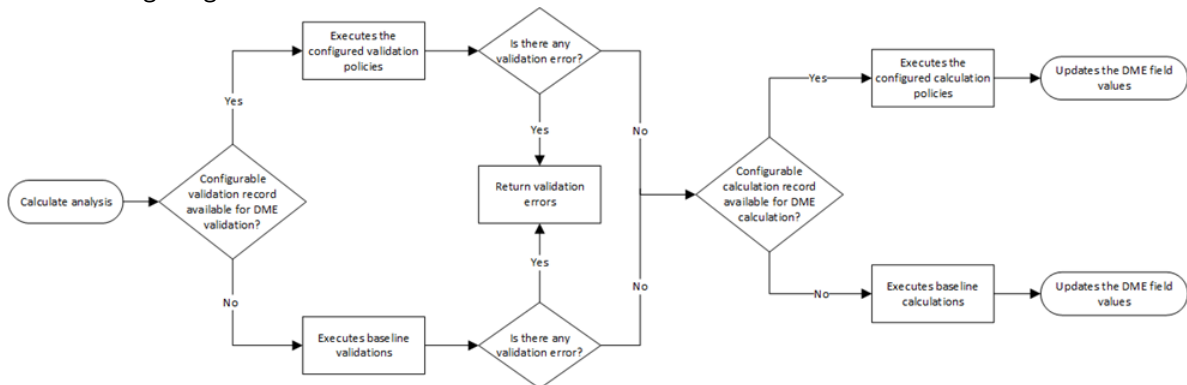 Calculate analysis
Configurable
validation record
available for DME
validation?
Yes
No
Executes the
configured validation
policies
Executes baseline
validations
Is there any
validation error?
Yes
No
Return validation
errors
Yes
No
Is there any
validation error?
Configurable
calculation record
available for DME
calculation?
Yes
No
Executes the
configured calculation
policies
Updates the DME field
values
Executes baseline
calculations
Updates the DME field
values